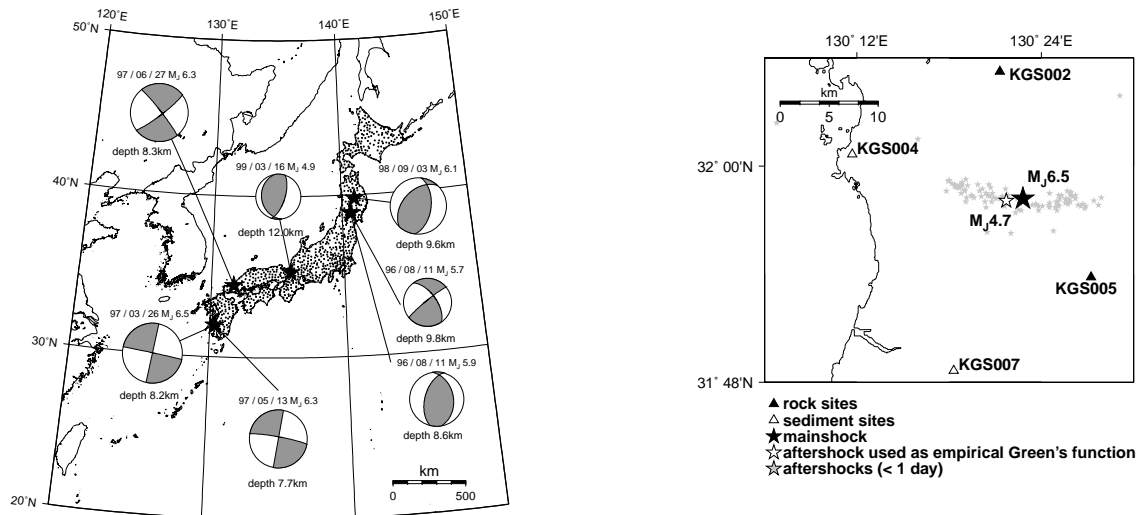 120°E
130°E
140°E
150°E
50°N
40°N
30°N
20°N
97 / 06 / 27 MJ 6.3
depth 8.3km
99 / 03 / 16 MJ 4.9
depth 12.0km
98 / 09 / 03 MJ 6.1
depth 9.6km
96 / 08 / 11 MJ 5.7
depth 9.8km
97 / 03 / 26 MJ 6.5
depth 8.2km
96 / 08 / 11 MJ 5.9
depth 8.6km
97 / 05 / 13 MJ 6.3
depth 7.7km
km
0 500
130° 12'E
130° 24'E
KGS002
km
0 5 10
KGS004
32° 00'N
MJ6.5
MJ4.7
KGS005
KGS007
31° 48'N
rock sites
sediment sites
mainshock
aftershock used as empirical Green's function
aftershocks (< 1 day)